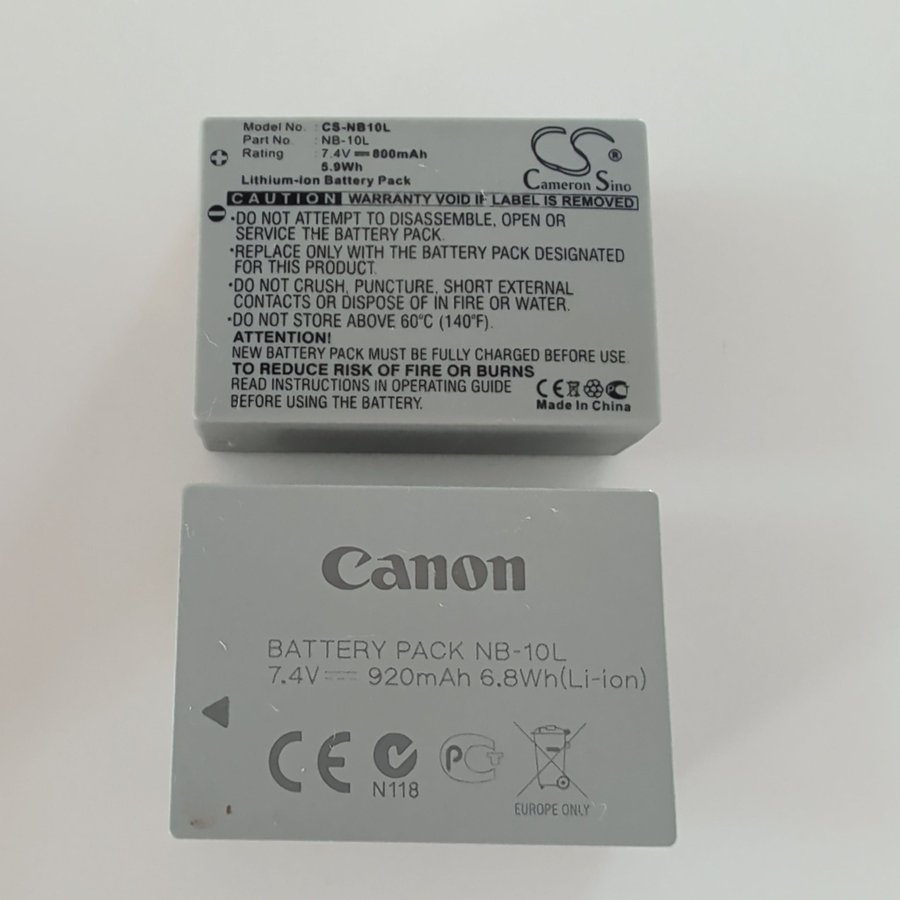 Model No. : CS-NB10L
Part No. : NB-10L
Rating : 7.4V 800mAh
5.9Wh
Lithium-ion Battery Pack
CS®
Cameron Sino
CAUTION WARRANTY VOID IF LABEL IS REMOVED
•DO NOT ATTEMPT TO DISASSEMBLE, OPEN OR
SERVICE THE BATTERY PACK.
•REPLACE ONLY WITH THE BATTERY PACK DESIGNATED
FOR THIS PRODUCT.
•DO NOT CRUSH, PUNCTURE, SHORT EXTERNAL
CONTACTS OR DISPOSE OF IN FIRE OR WATER.
•DO NOT STORE ABOVE 60°C (140°F).
ATTENTION!
NEW BATTERY PACK MUST BE FULLY CHARGED BEFORE USE.
TO REDUCE RISK OF FIRE OR BURNS
READ INSTRUCTIONS IN OPERATING GUIDE
BEFORE USING THE BATTERY.
CE
Made In China
Canon
BATTERY PACK NB-10L
7.4V 920mAh 6.8Wh(Li-ion)
CE
N118
EUROPE ONLY